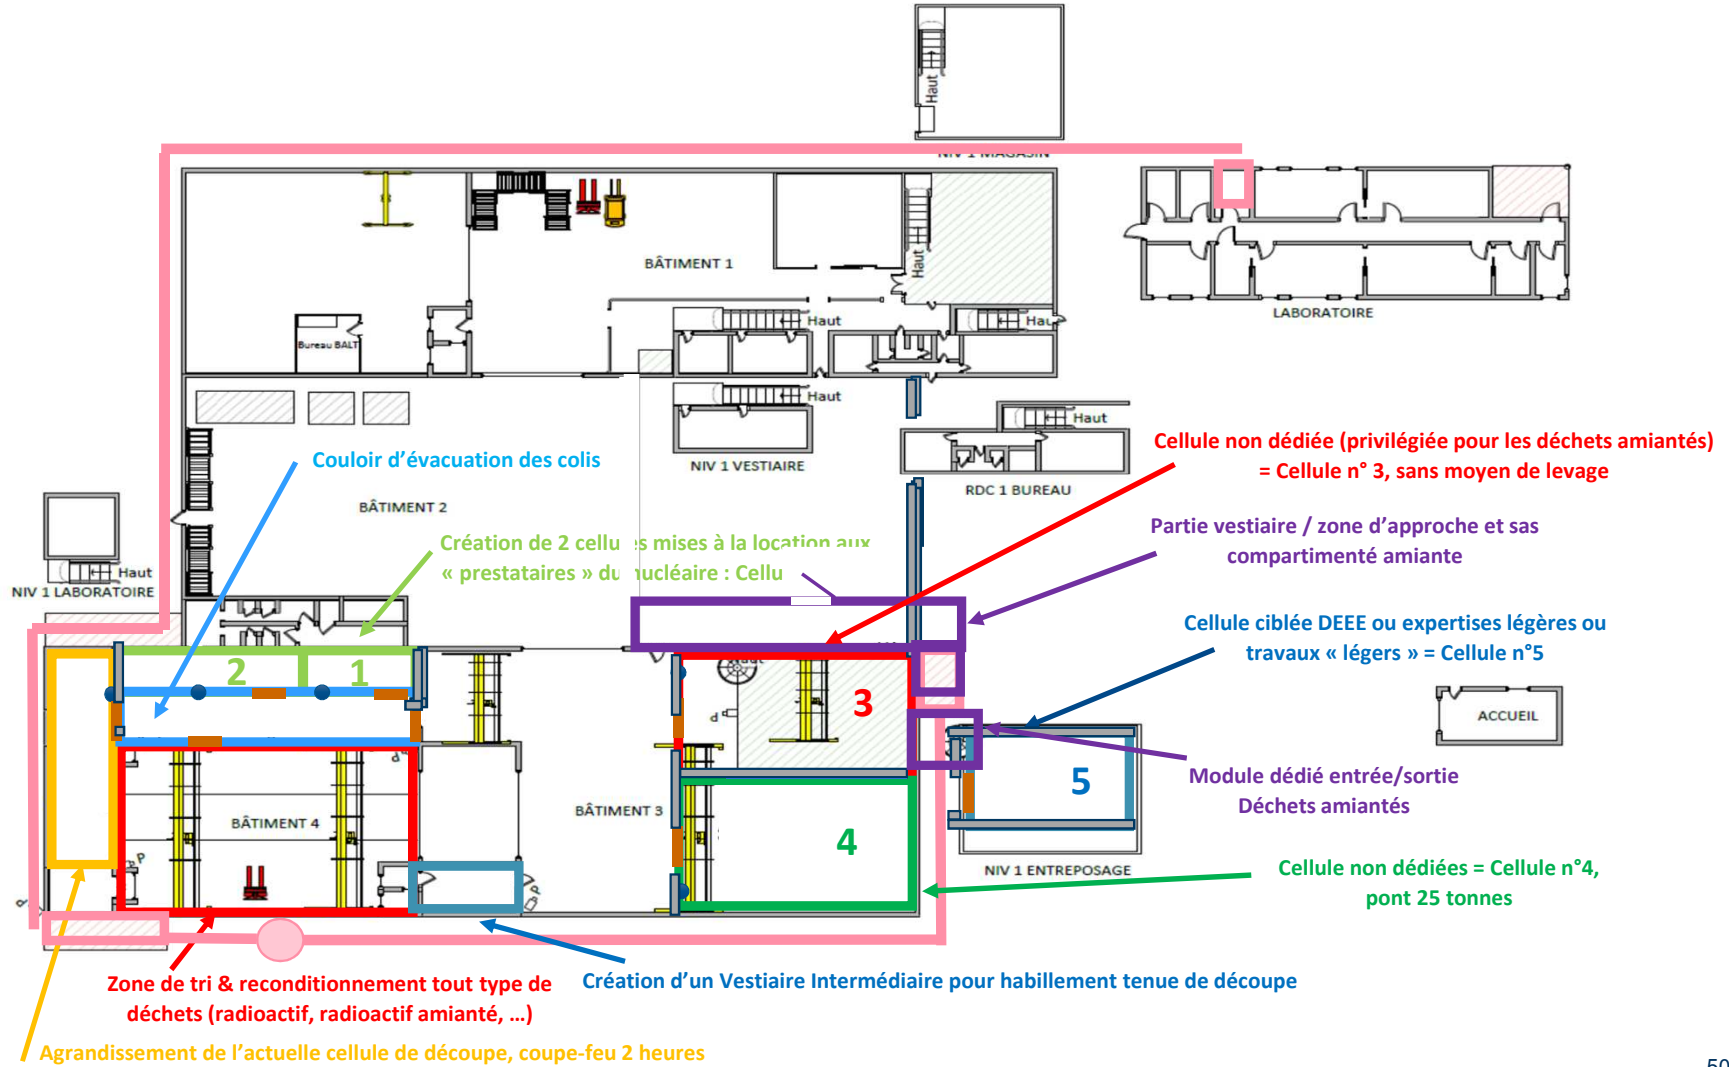 Haut
NIV 1 MAGASIN
BÂTIMENT 1
Haut
Bureau BALT
Haut
LABORATOIRE
Haut
Haut
NIV 1 VESTIAIRE
RDC 1 BUREAU
Cellule non dédiée (privilégiée pour les déchets amiantés)
= Cellule n° 3, sans moyen de levage
Couloir d’évacuation des colis
BÂTIMENT 2
Partie vestiaire / zone d’approche et sas
compartimenté amiante
Création de 2 cellules mises à la location aux
« prestataires » du nucléaire : Cellu
Haut
NIV 1 LABORATOIRE
Cellule ciblée DEEE ou expertises légères ou
travaux « légers » = Cellule n°5
2
1
3
d
ACCUEIL
d
Module dédié entrée/sortie
Déchets amiantés
5
BÂTIMENT 4
BÂTIMENT 3
4
P
P
NIV 1 ENTREPOSAGE
Cellule non dédiées = Cellule n°4,
pont 25 tonnes
Zone de tri & reconditionnement tout type de
déchets (radioactif, radioactif amianté, …)
Création d’un Vestiaire Intermédiaire pour habillement tenue de découpe
Agrandissement de l’actuelle cellule de découpe, coupe-feu 2 heures
50